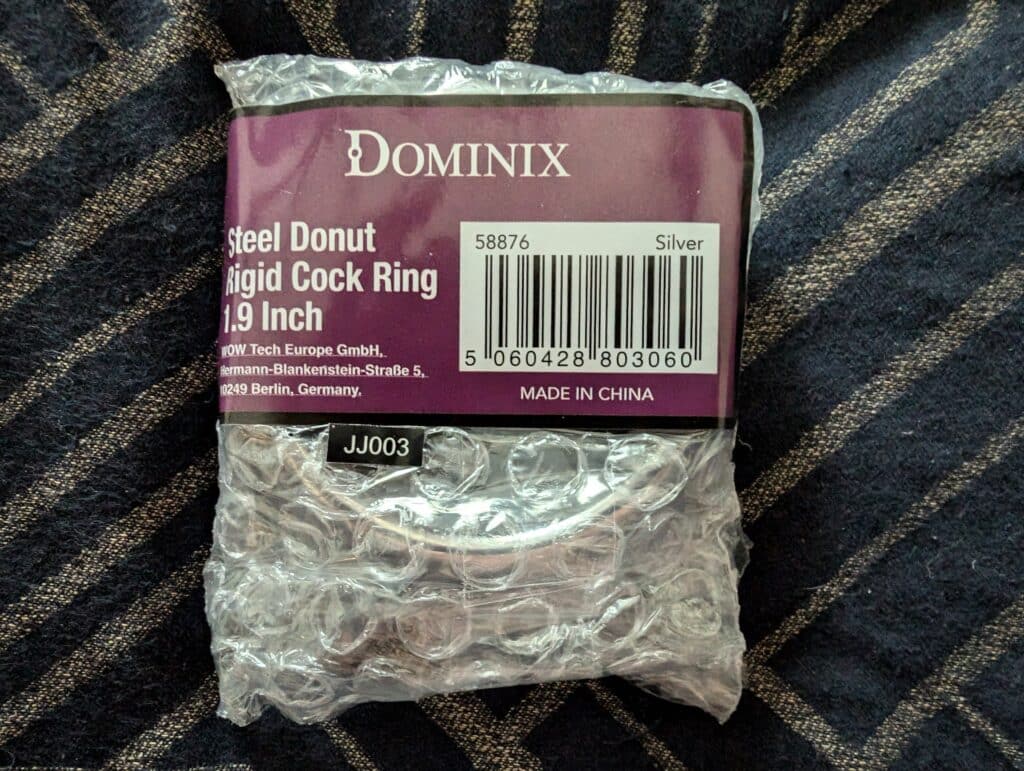 DOMINIX
Steel Donut
Rigid Cock Ring
1.9 Inch
WOW Tech Europe GmbH,
Hermann-Blankenstein-Straße 5,
10249 Berlin, Germany.
58876 Silver
5 060428 803060
MADE IN CHINA
JJ003